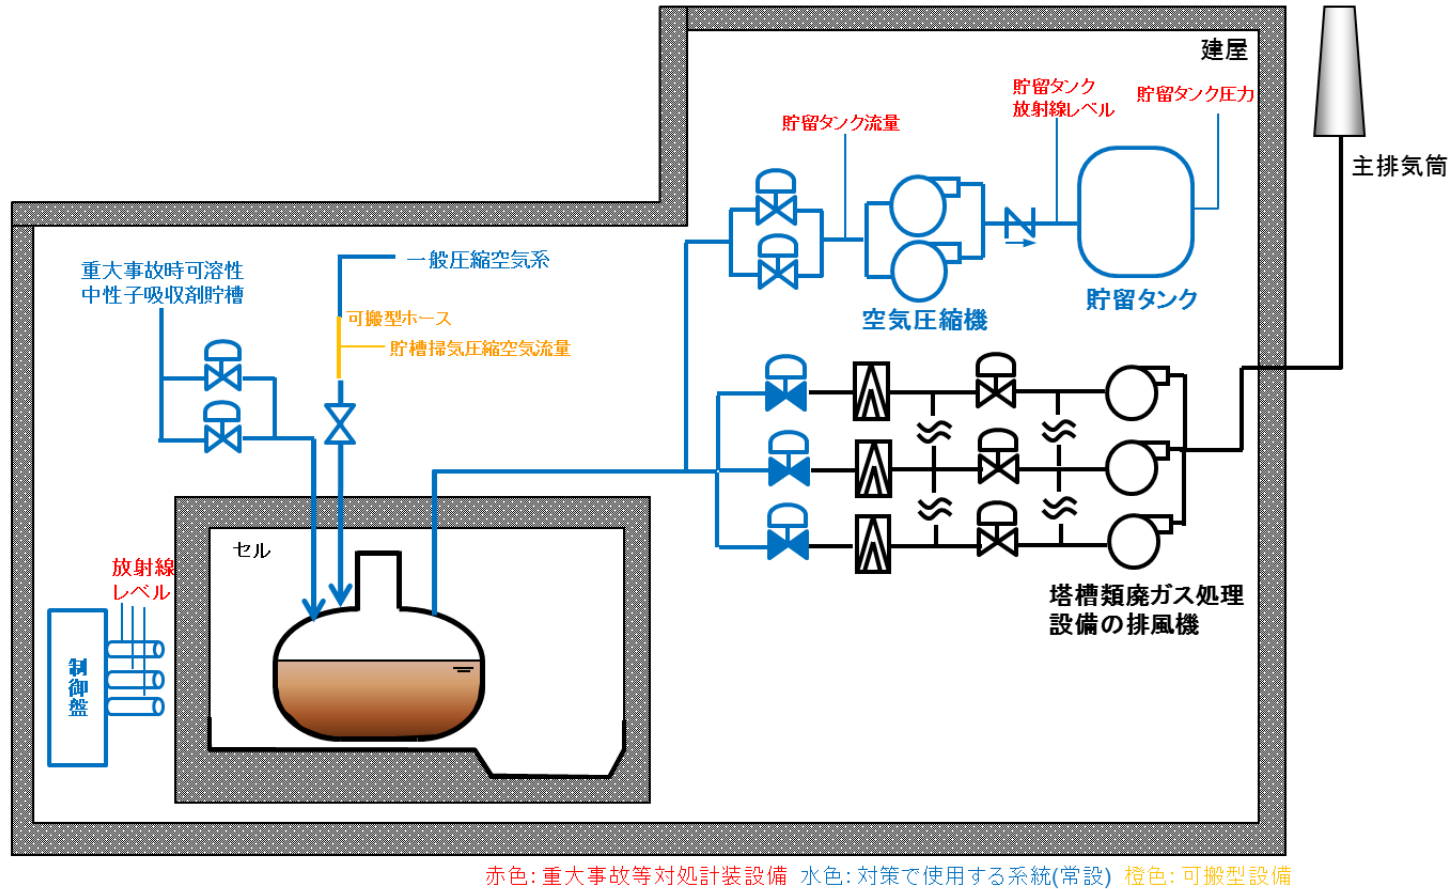 建屋
貯留タンク
放射線レベル
貯留タンク圧力
貯留タンク流量
主排気筒
一般圧縮空気系
重大事故時可溶性
中性子吸収剤貯槽
貯留タンク
空気圧縮機
可搬型ホース
貯槽掃気圧縮空気流量
セル
放射線
レベル
塔槽類廃ガス処理
設備の排風機
制御盤
赤色：重大事故等対処計装設備 水色：対策で使用する系統(常設) 橙色：可搬型設備